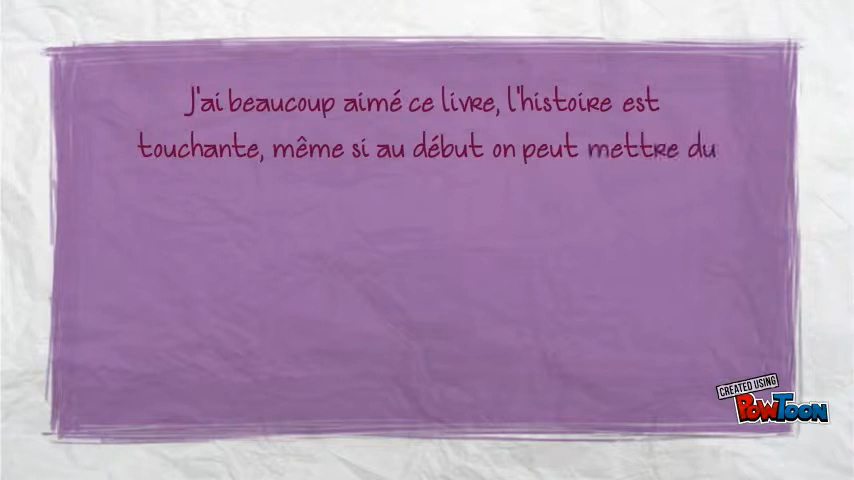 J'ai beaucoup aimé ce livre, l'histoire est
touchante, même si au début on peut mettre du
CREATED USING
POWTOON